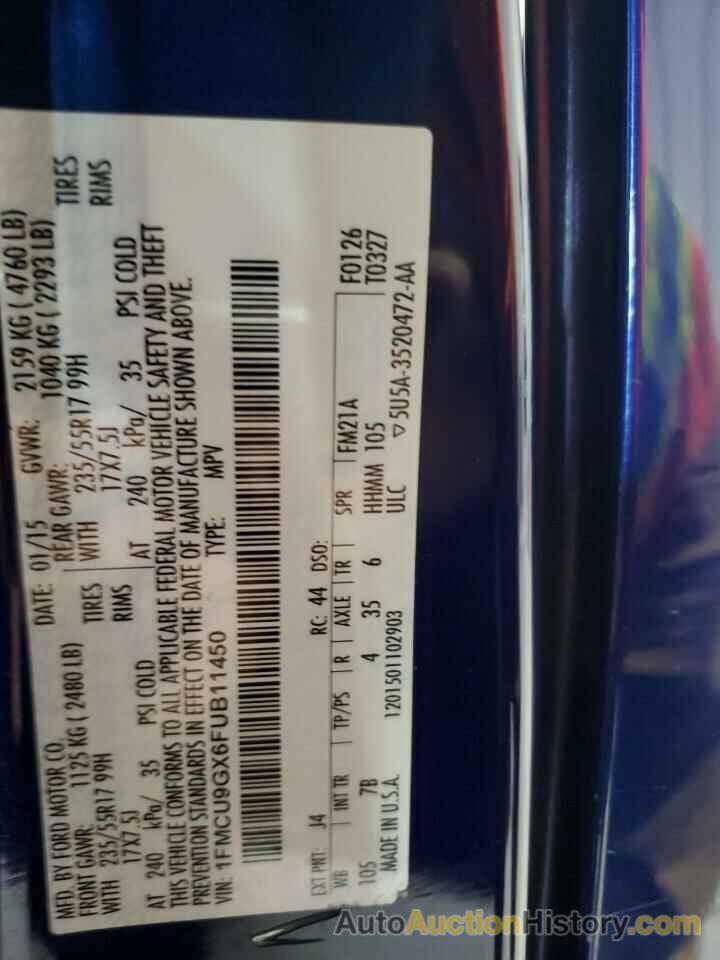 MFD. BY FORD MOTOR CO.
DATE: 01/15 GVWR: 2159 KG ( 4760 LB)
FRONT GAWR: 1125 KG ( 2480 LB) REAR GAWR: 1040 KG ( 2293 LB)
WITH 235/55R17 99H TIRES WITH 235/55R17 99H TIRES
17X7.5J RIMS 17X7.5J RIMS
AT 240 kPa/ 35 PSI COLD AT 240 kPa/ 35 PSI COLD
THIS VEHICLE CONFORMS TO ALL APPLICABLE FEDERAL MOTOR VEHICLE SAFETY AND THEFT
PREVENTION STANDARDS IN EFFECT ON THE DATE OF MANUFACTURE SHOWN ABOVE.
VIN: 1FMCU9GX6FUB11450 TYPE: MPV
F0126
T0327
EXT PNT: J4 RC: 44 DSO: FM21A
WB INT TR TP/PS R AXLE TR SPR
105 7B 4 35 6 HHMM 105
MADE IN U.S.A. 1201501102903 ULC
▽5U5A-3520472-AA
AutoAuctionHistory.com